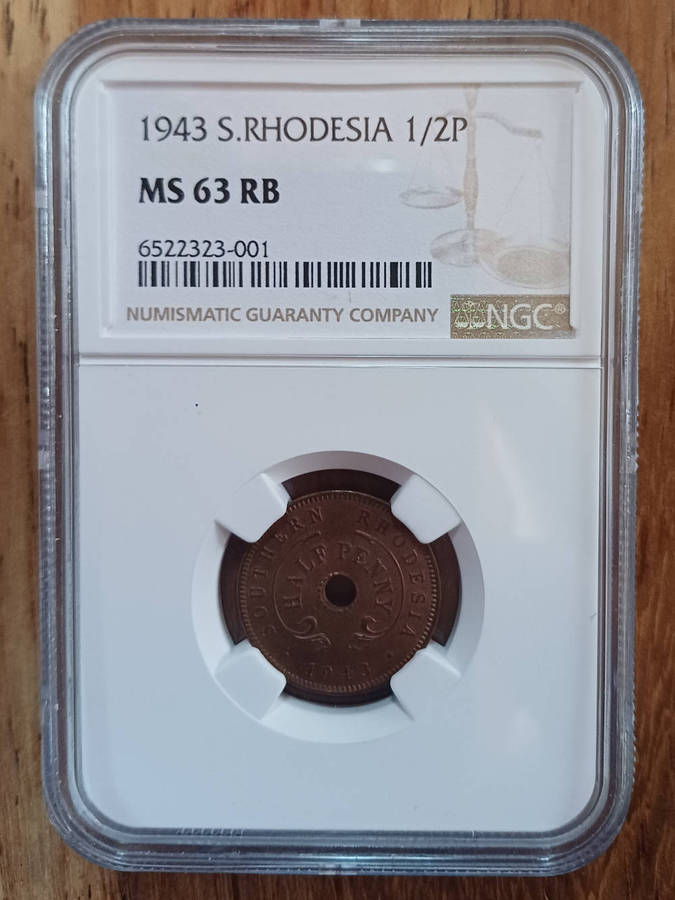 1943 S.RHODESIA 1/2P
MS 63 RB
6522323-001
NUMISMATIC GUARANTY COMPANY
NGC®
SOUTHERN RHODESIA
HALF PENNY
· 1943 ·